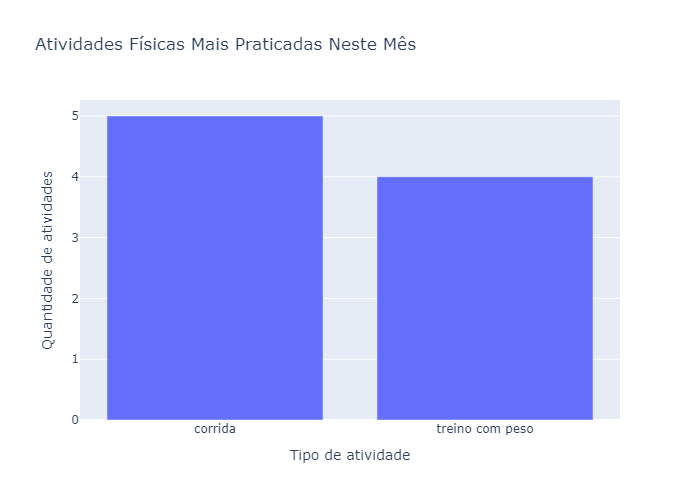 Atividades Físicas Mais Praticadas Neste Mês
Quantidade de atividades
5
4
3
2
1
0
corrida
treino com peso
Tipo de atividade